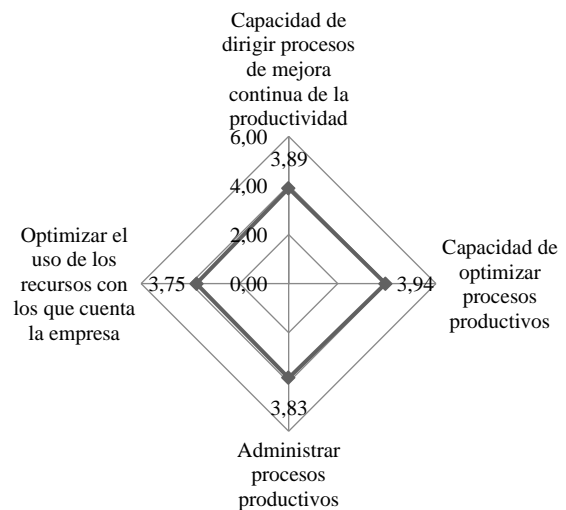 Capacidad de
dirigir procesos
de mejora
continua de la
productividad
6,00
3,89
4,00
2,00
0,00
Capacidad de
optimizar
procesos
productivos
3,94
3,83
Administrar
procesos
productivos
Optimizar el
uso de los
recursos con
los que cuenta
la empresa
3,75